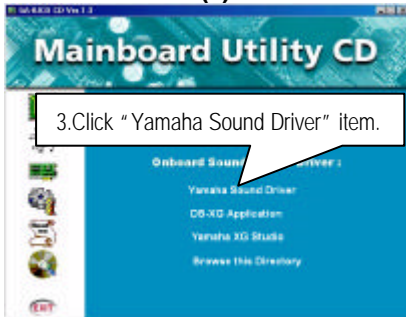 Mainboard Utility CD
3.Click “Yamaha Sound Driver” item.
Onboard Sound
Driver :
Yamaha Sound Driver
DB-XG Application
Yamaha XG Studio
Browse this Directory
EXIT